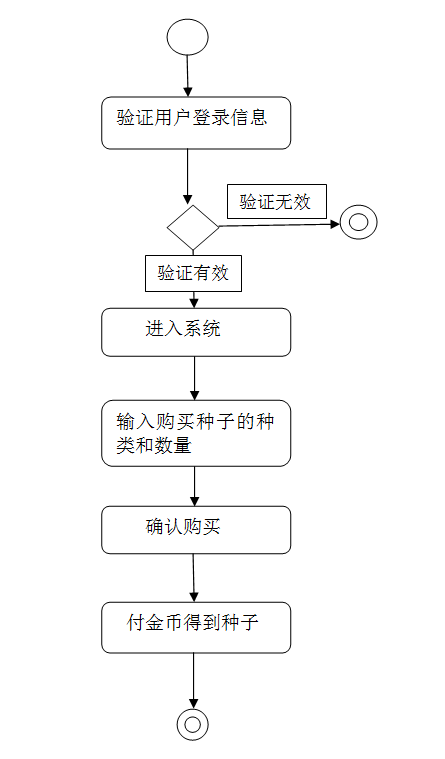 验证用户登录信息
验证无效
验证有效
进入系统
输入购买种子的种
类和数量
确认购买
付金币得到种子